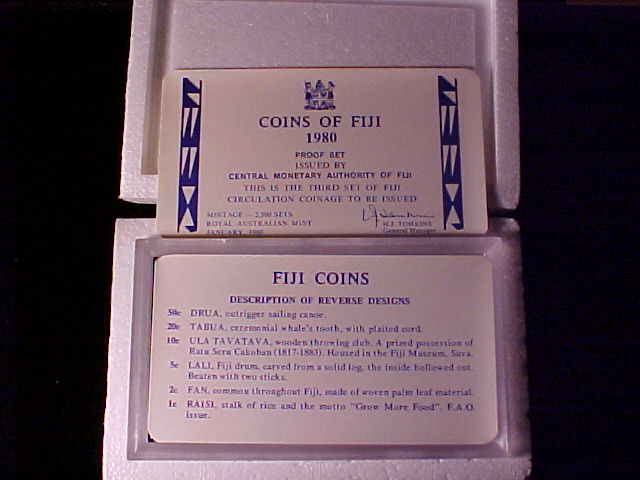 COINS OF FIJI
1980
PROOF SET
ISSUED BY
CENTRAL MONETARY AUTHORITY OF FIJI
THIS IS THE THIRD SET OF FIJI
CIRCULATION COINAGE TO BE ISSUED
MINTAGE — 2,500 SETS
ROYAL AUSTRALIAN MINT
JANUARY, 1980
H.J. TOMKINS
General Manager
FIJI COINS
DESCRIPTION OF REVERSE DESIGNS
50c DRUA, outrigger sailing canoe.
20c TABUA, ceremonial whale's tooth, with plaited cord.
10c ULA TAVATAVA, wooden throwing club. A prized possession of
Ratu Seru Cakobau (1817-1883). Housed in the Fiji Museum, Suva.
5c LALI, Fiji drum, carved from a solid log, the inside hollowed out.
Beaten with two sticks.
2c FAN, common throughout Fiji, made of woven palm leaf material.
1c RAISI, stalk of rice and the motto "Grow More Food". F.A.O.
issue.